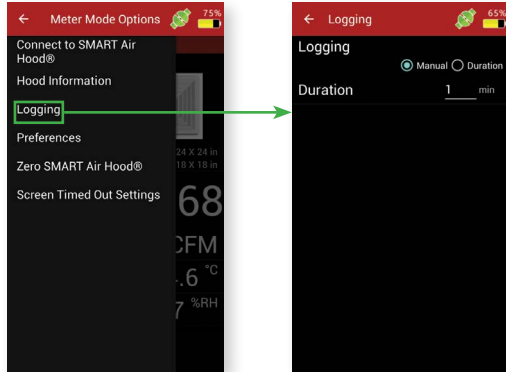 Meter Mode Options
75%
Connect to SMART Air
Hood®
Hood Information
Logging
Preferences
Zero SMART Air Hood®
Screen Timed Out Settings
24 X 24 in
18 X 18 in
68
CFM
.6 °C
7 %RH
Logging
65%
Logging
Manual Duration
Duration 1 min